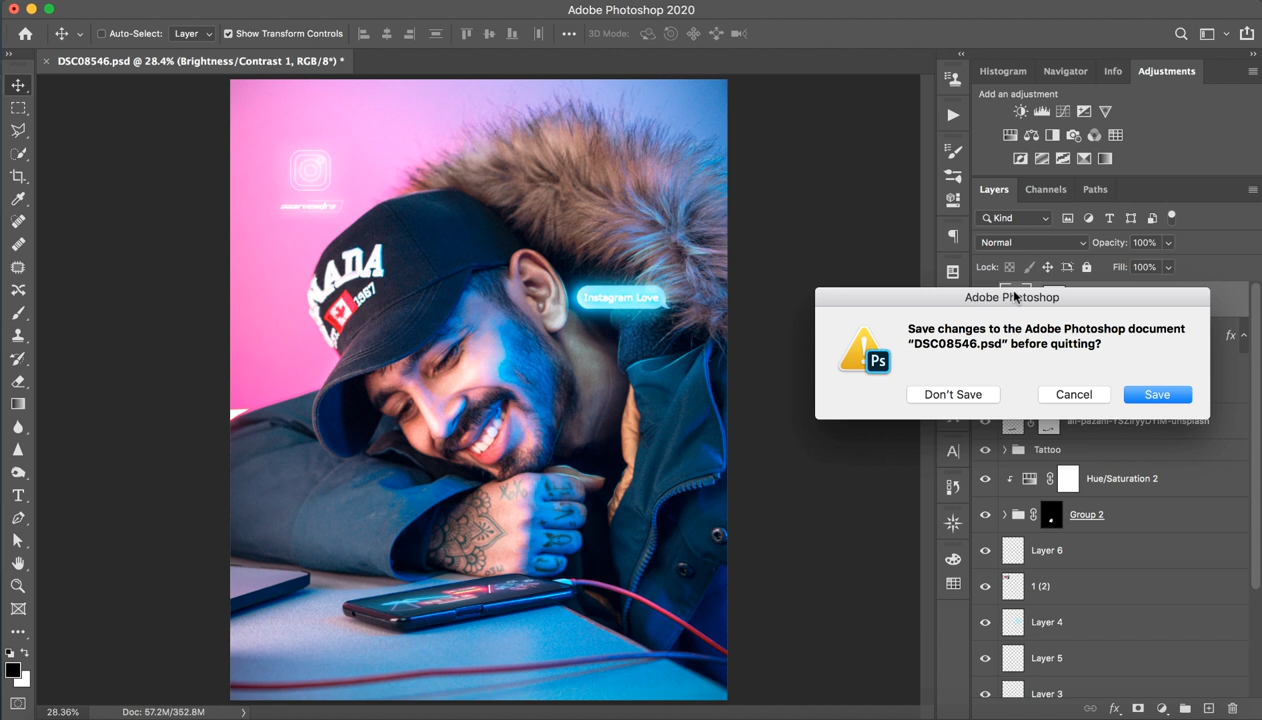 Adobe Photoshop 2020
Auto-Select: Layer Show Transform Controls 3D Mode:
DSC08546.psd @ 28.4% (Brightness/Contrast 1, RGB/8*) *
Histogram Navigator Info Adjustments
Add an adjustment
Layers Channels Paths
Kind
Normal Opacity: 100%
Lock: Fill: 100%
NADA
1967
Instagram Love
Adobe Photoshop
Save changes to the Adobe Photoshop document
“DSC08546.psd” before quitting?
Ps
Don't Save Cancel Save
fx
Tattoo
Hue/Saturation 2
Group 2
Layer 6
1 (2)
Layer 4
Layer 5
Layer 3
28.36% Doc: 57.2M/352.8M
fx